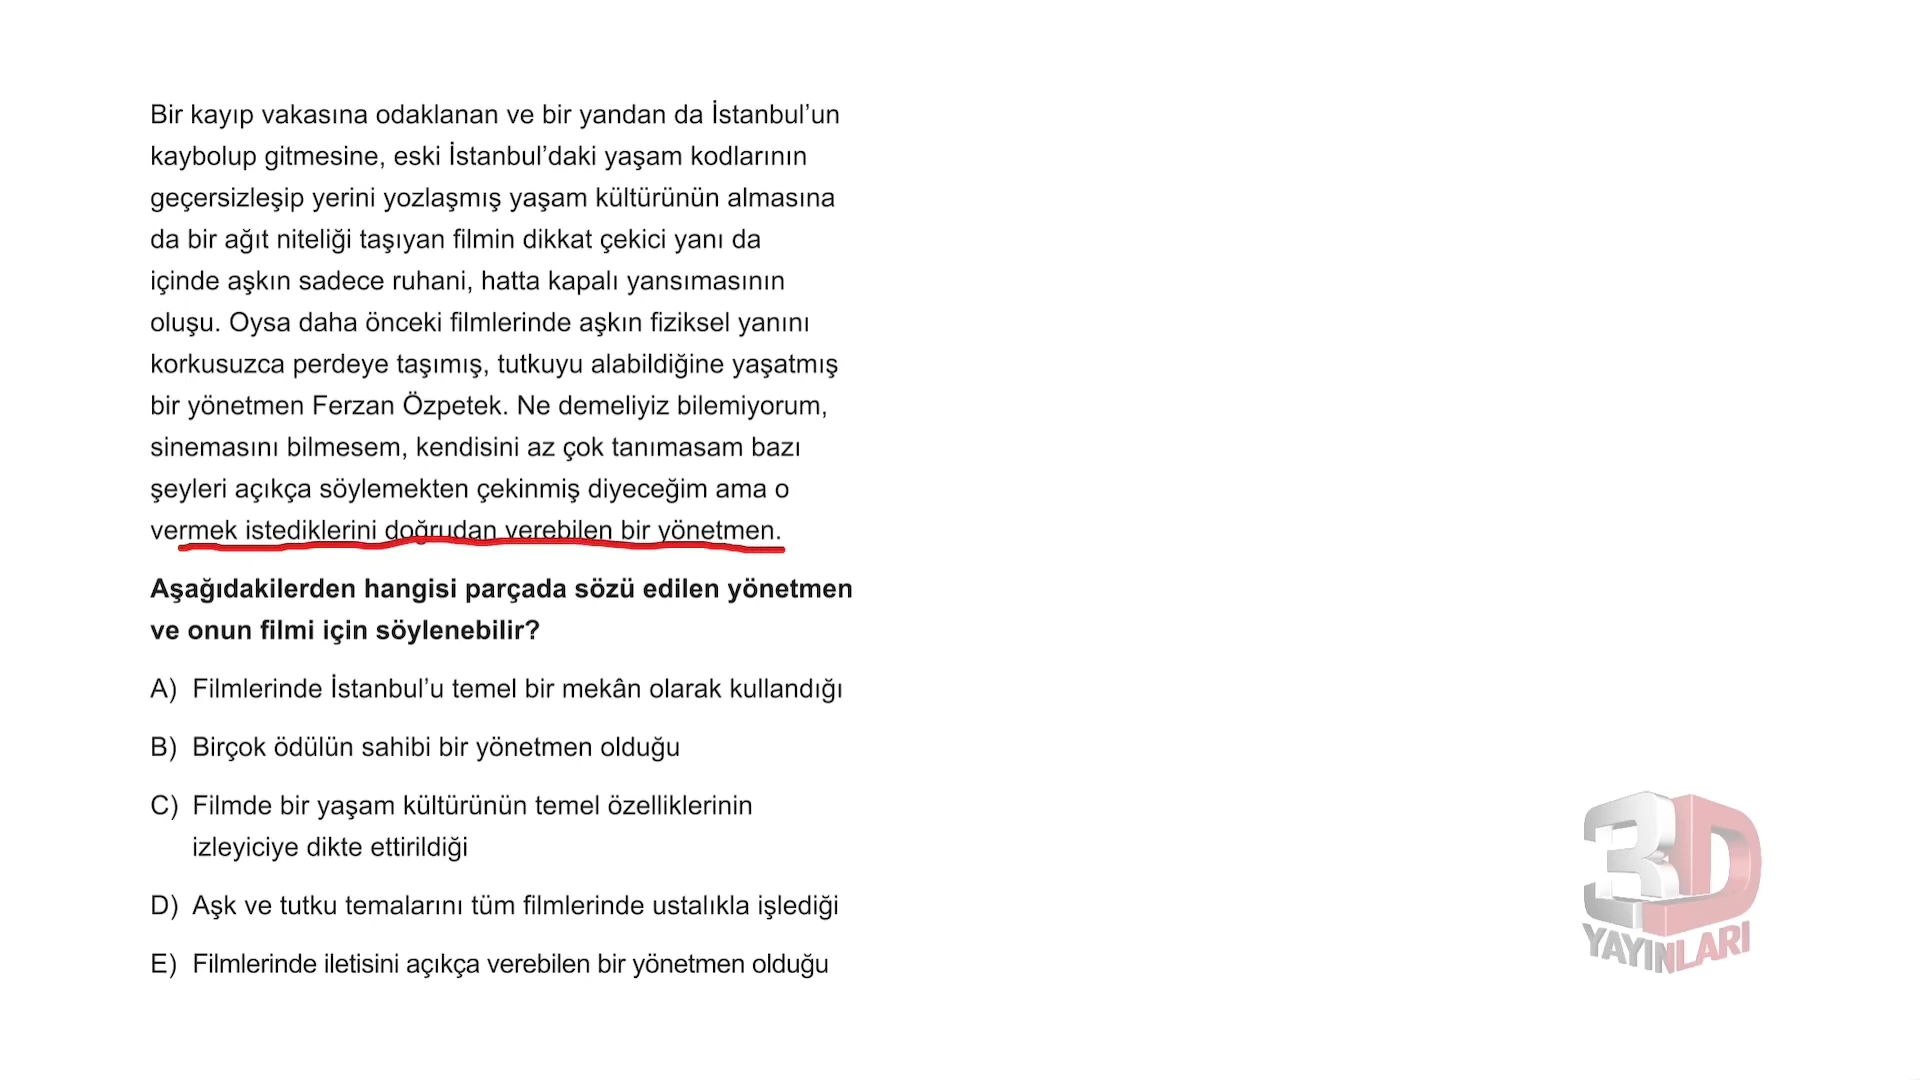 Bir kayıp vakasına odaklanan ve bir yandan da İstanbul’un
kaybolup gitmesine, eski İstanbul’daki yaşam kodlarının
geçersizleşip yerini yozlaşmış yaşam kültürünün almasına
da bir ağıt niteliği taşıyan filmin dikkat çekici yanı da
içinde aşkın sadece ruhani, hatta kapalı yansımasının
oluşu. Oysa daha önceki filmlerinde aşkın fiziksel yanını
korkusuzca perdeye taşımış, tutkuyu alabildiğine yaşatmış
bir yönetmen Ferzan Özpetek. Ne demeliyiz bilemiyorum,
sinemasını bilmesem, kendisini az çok tanımasam bazı
şeyleri açıkça söylemekten çekinmiş diyeceğim ama o
vermek istediklerini doğrudan verebilen bir yönetmen.
Aşağıdakilerden hangisi parçada sözü edilen yönetmen
ve onun filmi için söylenebilir?
A) Filmlerinde İstanbul’u temel bir mekân olarak kullandığı
B) Birçok ödülün sahibi bir yönetmen olduğu
C) Filmde bir yaşam kültürünün temel özelliklerinin
izleyiciye dikte ettirildiği
D) Aşk ve tutku temalarını tüm filmlerinde ustalıkla işlediği
E) Filmlerinde iletisini açıkça verebilen bir yönetmen olduğu
3D
YAYINLARI